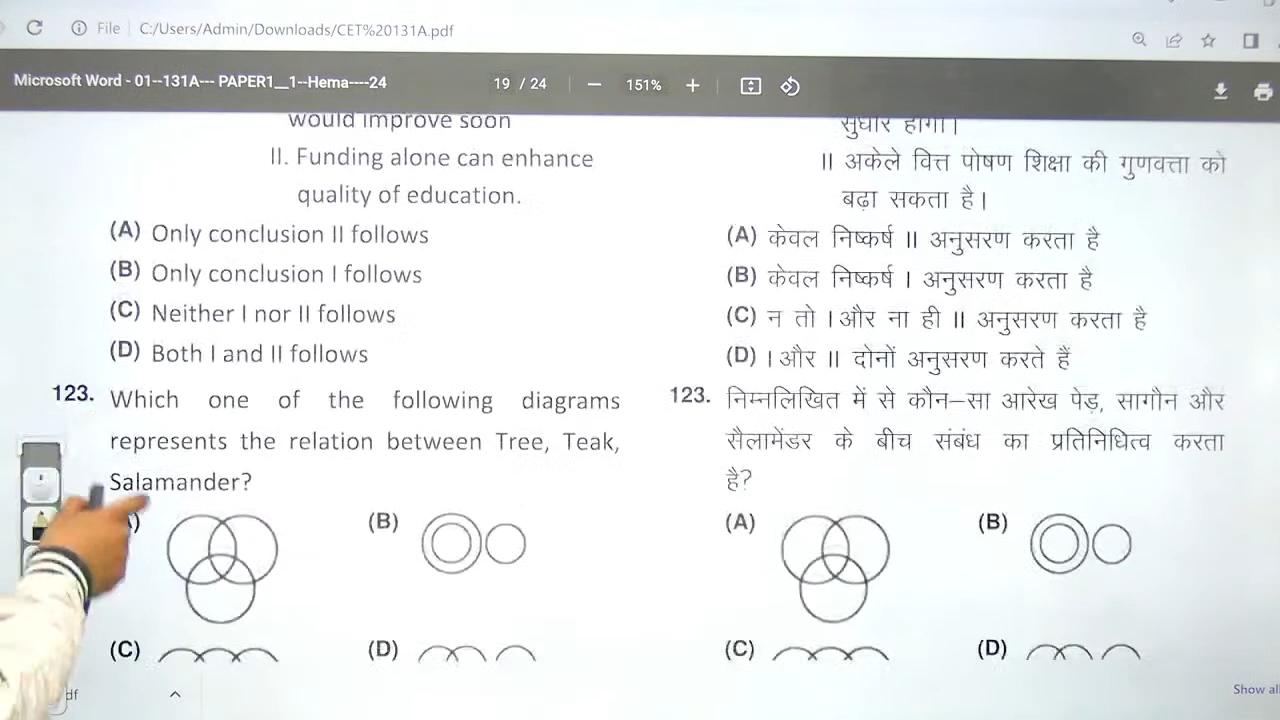 File C:/Users/Admin/Downloads/CET%20131A.pdf
Microsoft Word - 01--131A--- PAPER1__1--Hema----24 19 / 24 151%
would improve soon
II. Funding alone can enhance
quality of education.
(A) Only conclusion II follows
(B) Only conclusion I follows
(C) Neither I nor II follows
(D) Both I and II follows
123. Which one of the following diagrams
represents the relation between Tree, Teak,
Salamander?
(B)
(C) (D)
सुधार होगा।
II अकेले वित्त पोषण शिक्षा की गुणवत्ता को
बढ़ा सकता है।
(A) केवल निष्कर्ष II अनुसरण करता है
(B) केवल निष्कर्ष I अनुसरण करता है
(C) न तो I और ना ही II अनुसरण करता है
(D) I और II दोनों अनुसरण करते हैं
123. निम्नलिखित में से कौन–सा आरेख पेड़, सागौन और
सैलामेंडर के बीच संबंध का प्रतिनिधित्व करता
है?
(A) (B)
(C) (D)
df
Show all